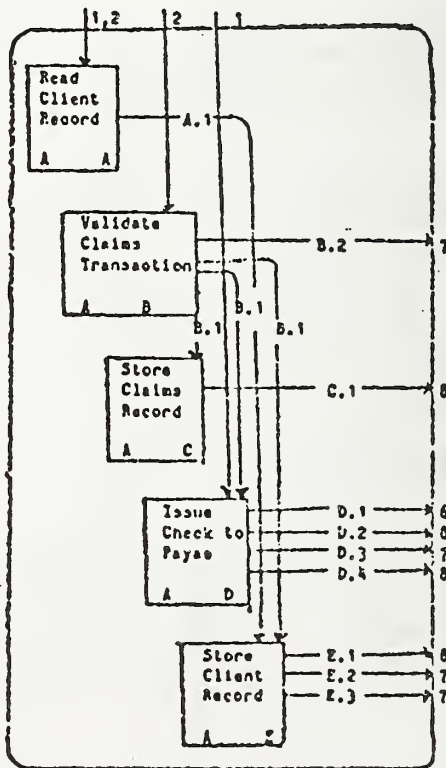 1,2
2
1
Read
Client
Record
A A
A.1
Validate
Claims
Transaction
A B
B.2
7
B.1
B.1
B.1
Store
Claims
Record
A C
C.1
8
Issue
Check to
Payee
A D
D.1
6
D.2
8
D.3
7
D.4
8
Store
Client
Record
A E
E.1
8
E.2
7
E.3
7